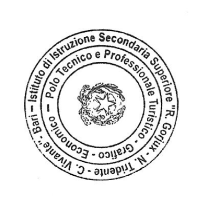 Istituto di Istruzione Secondaria Superiore "R. Gorjux - N. Tridente - C. Vivante" - Bari -
Polo Tecnico e Professionale Turistico - Grafico - Economico -